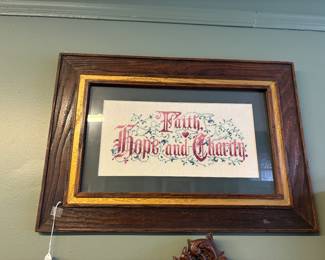 Faith,
Hope and Charity.